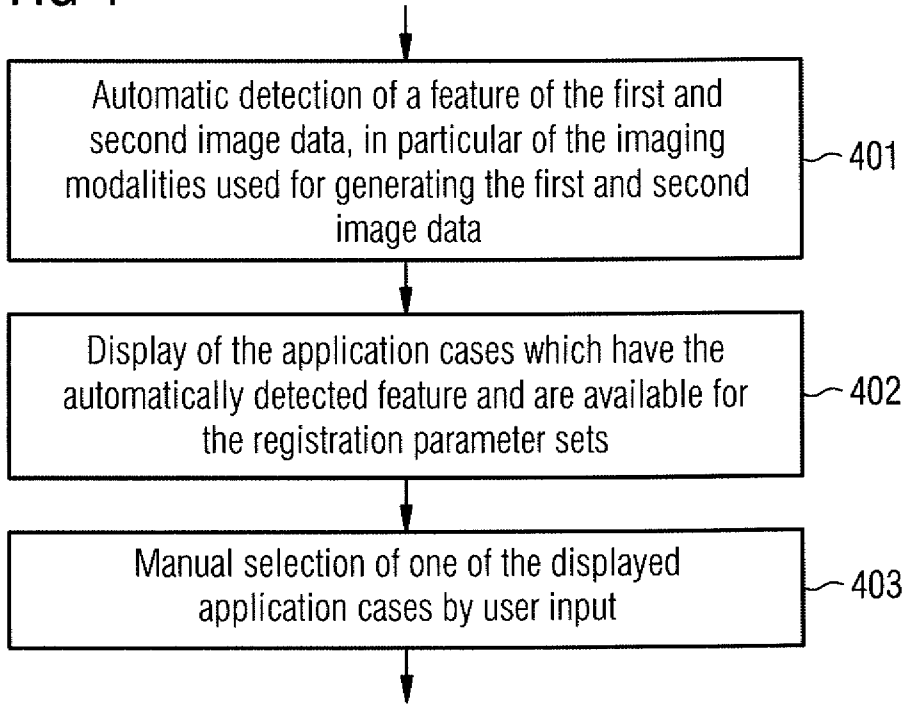 Automatic detection of a feature of the first and
second image data, in particular of the imaging
modalities used for generating the first and second
image data
401
Display of the application cases which have the
automatically detected feature and are available for
the registration parameter sets
402
Manual selection of one of the displayed
application cases by user input
403